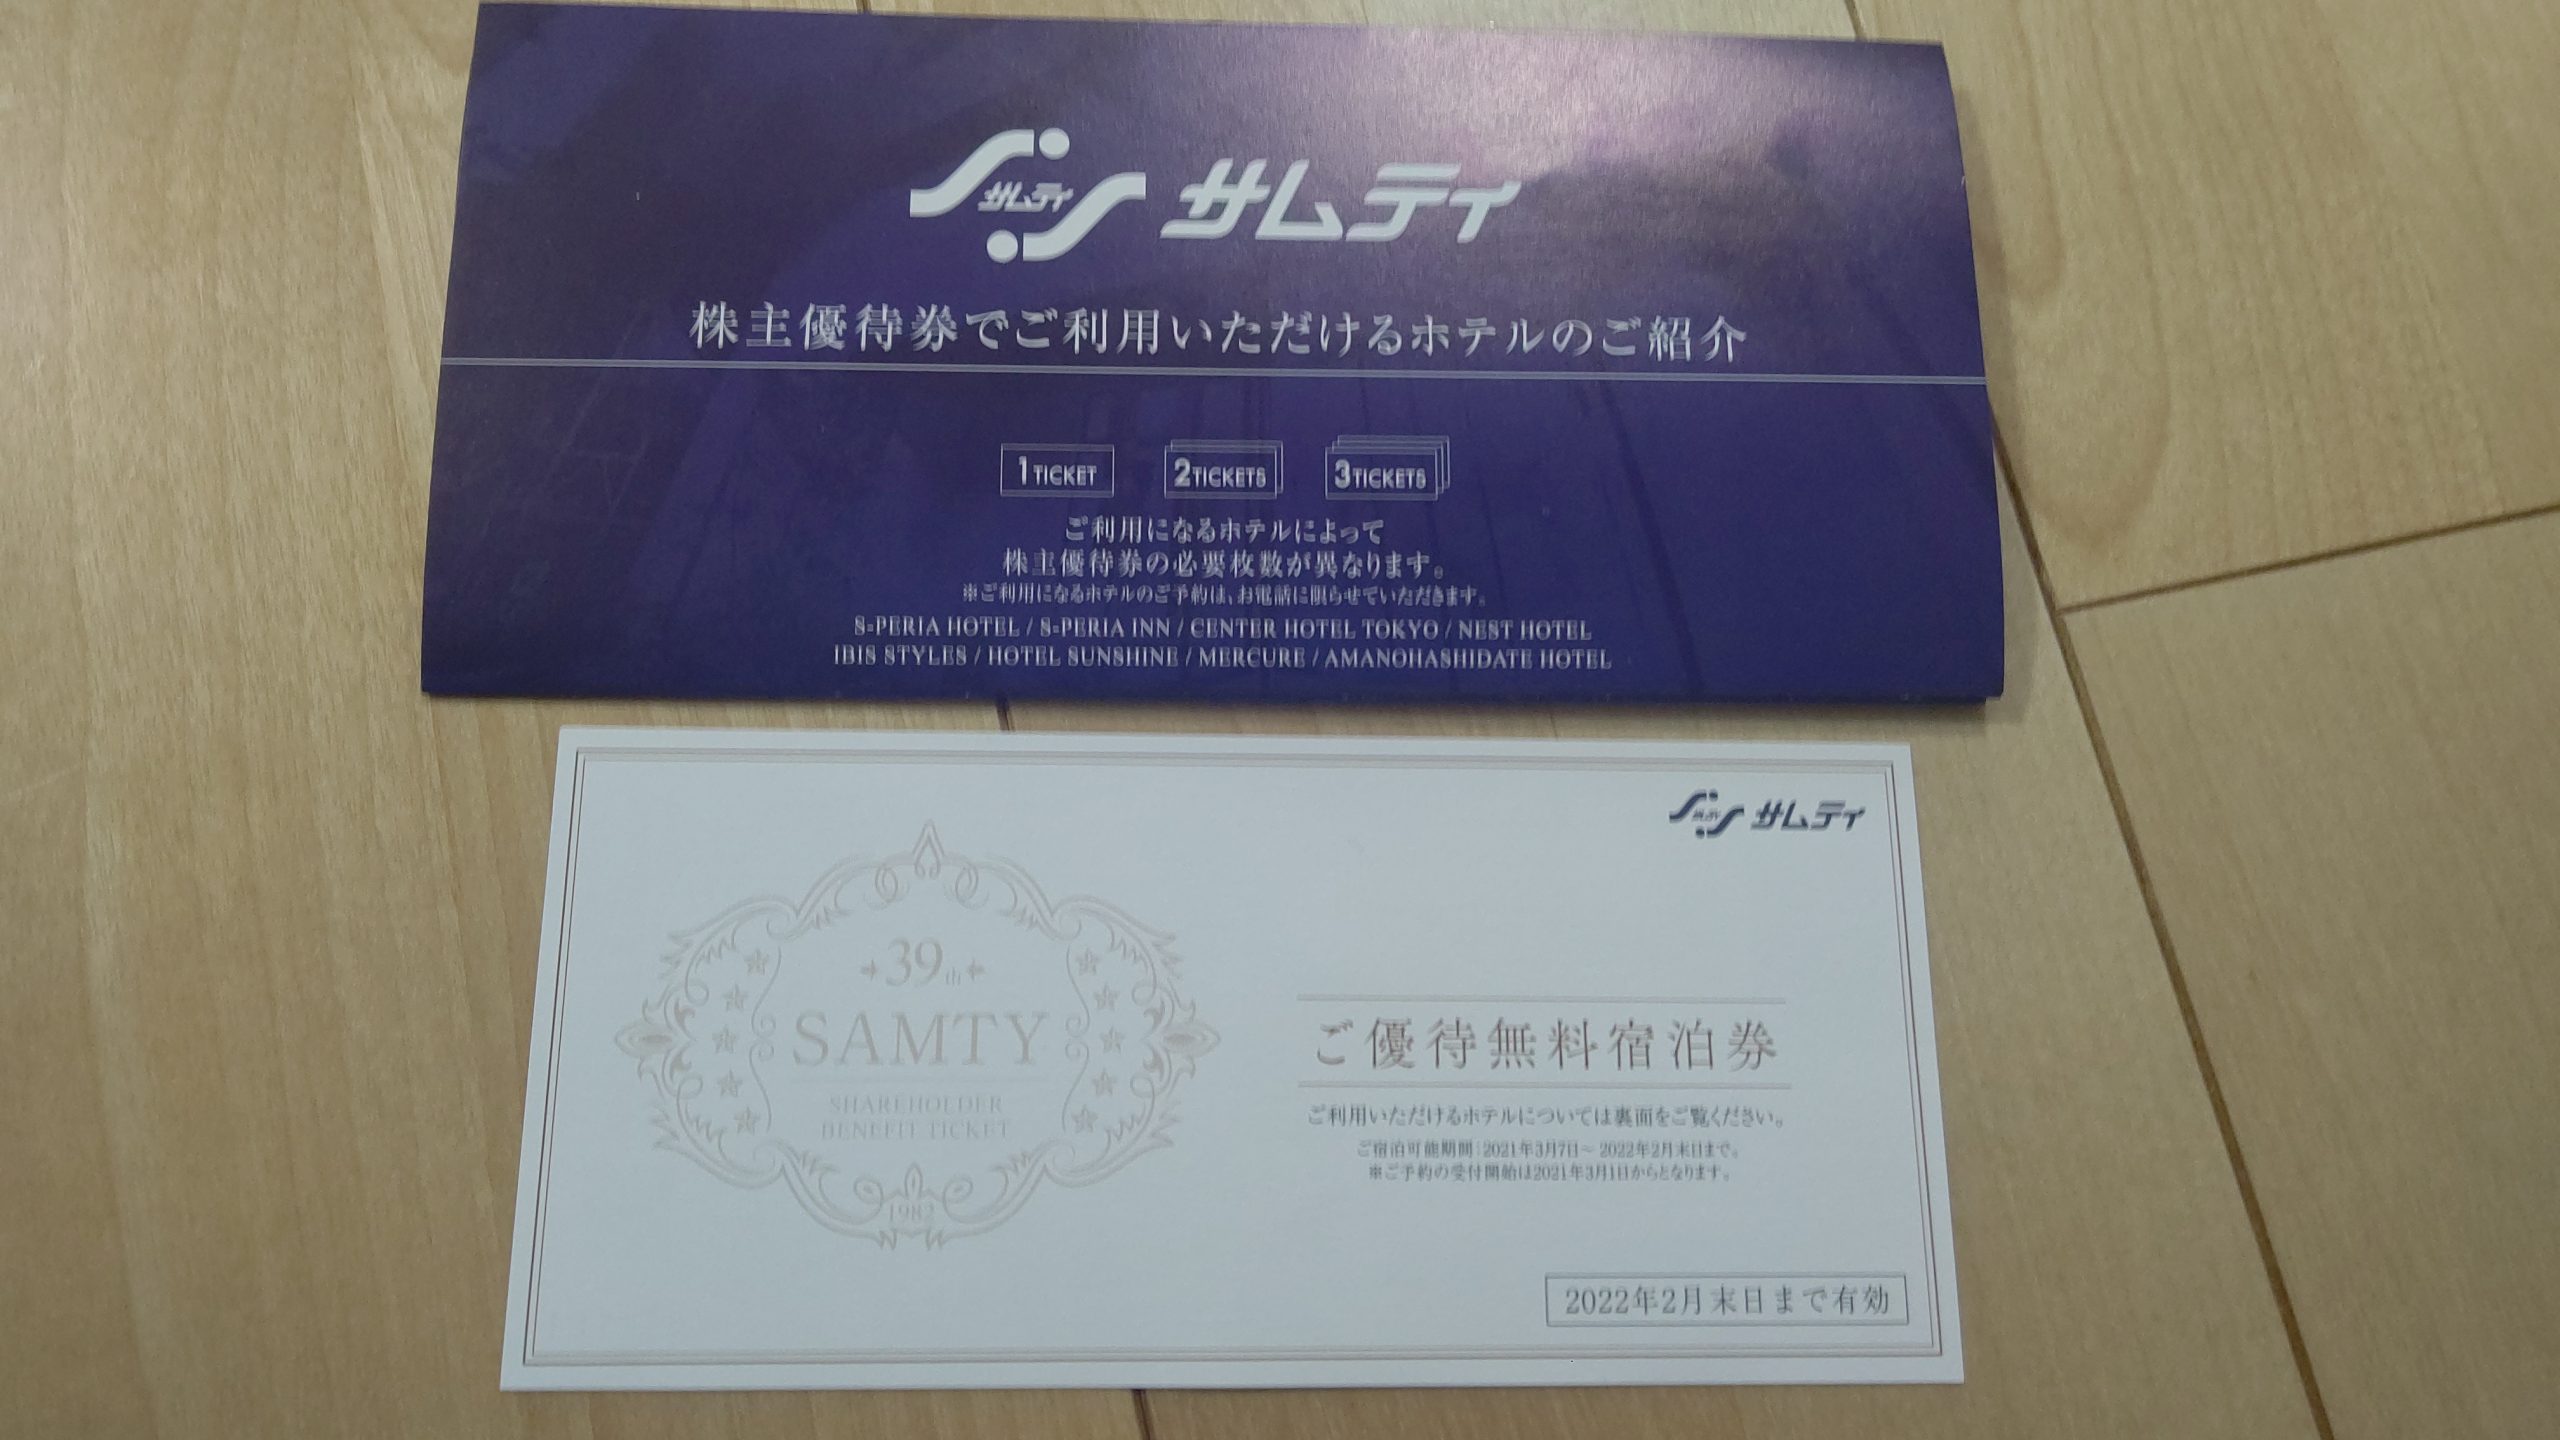 サムティ サムティ
株主優待券でご利用いただけるホテルのご紹介
1TICKET 2TICKETS 3TICKETS
ご利用になるホテルによって
株主優待券の必要枚数が異なります。
※ご利用になるホテルのご予約は、お電話に限らせていただきます。
S=PERIA HOTEL / S=PERIA INN / CENTER HOTEL TOKYO / NEST HOTEL
IBIS STYLES / HOTEL SUNSHINE / MERCURE / AMANOHASHIDATE HOTEL
サムティ サムティ
39th
SAMTY
SHAREHOLDER
BENEFIT TICKET
1982
ご優待無料宿泊券
ご利用いただけるホテルについては裏面をご覧ください。
ご宿泊可能期間：2021年3月7日～2022年2月末日まで。
※ご予約の受付開始は2021年3月1日からとなります。
2022年2月末日まで有効